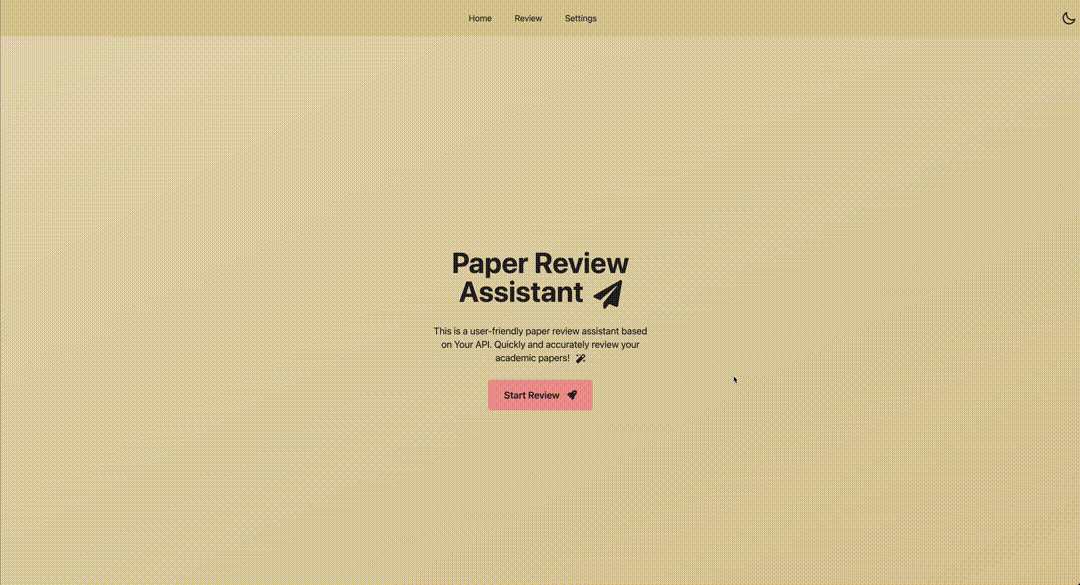 Home Review Settings
Paper Review
Assistant
This is a user-friendly paper review assistant based
on Your API. Quickly and accurately review your
academic papers!
Start Review